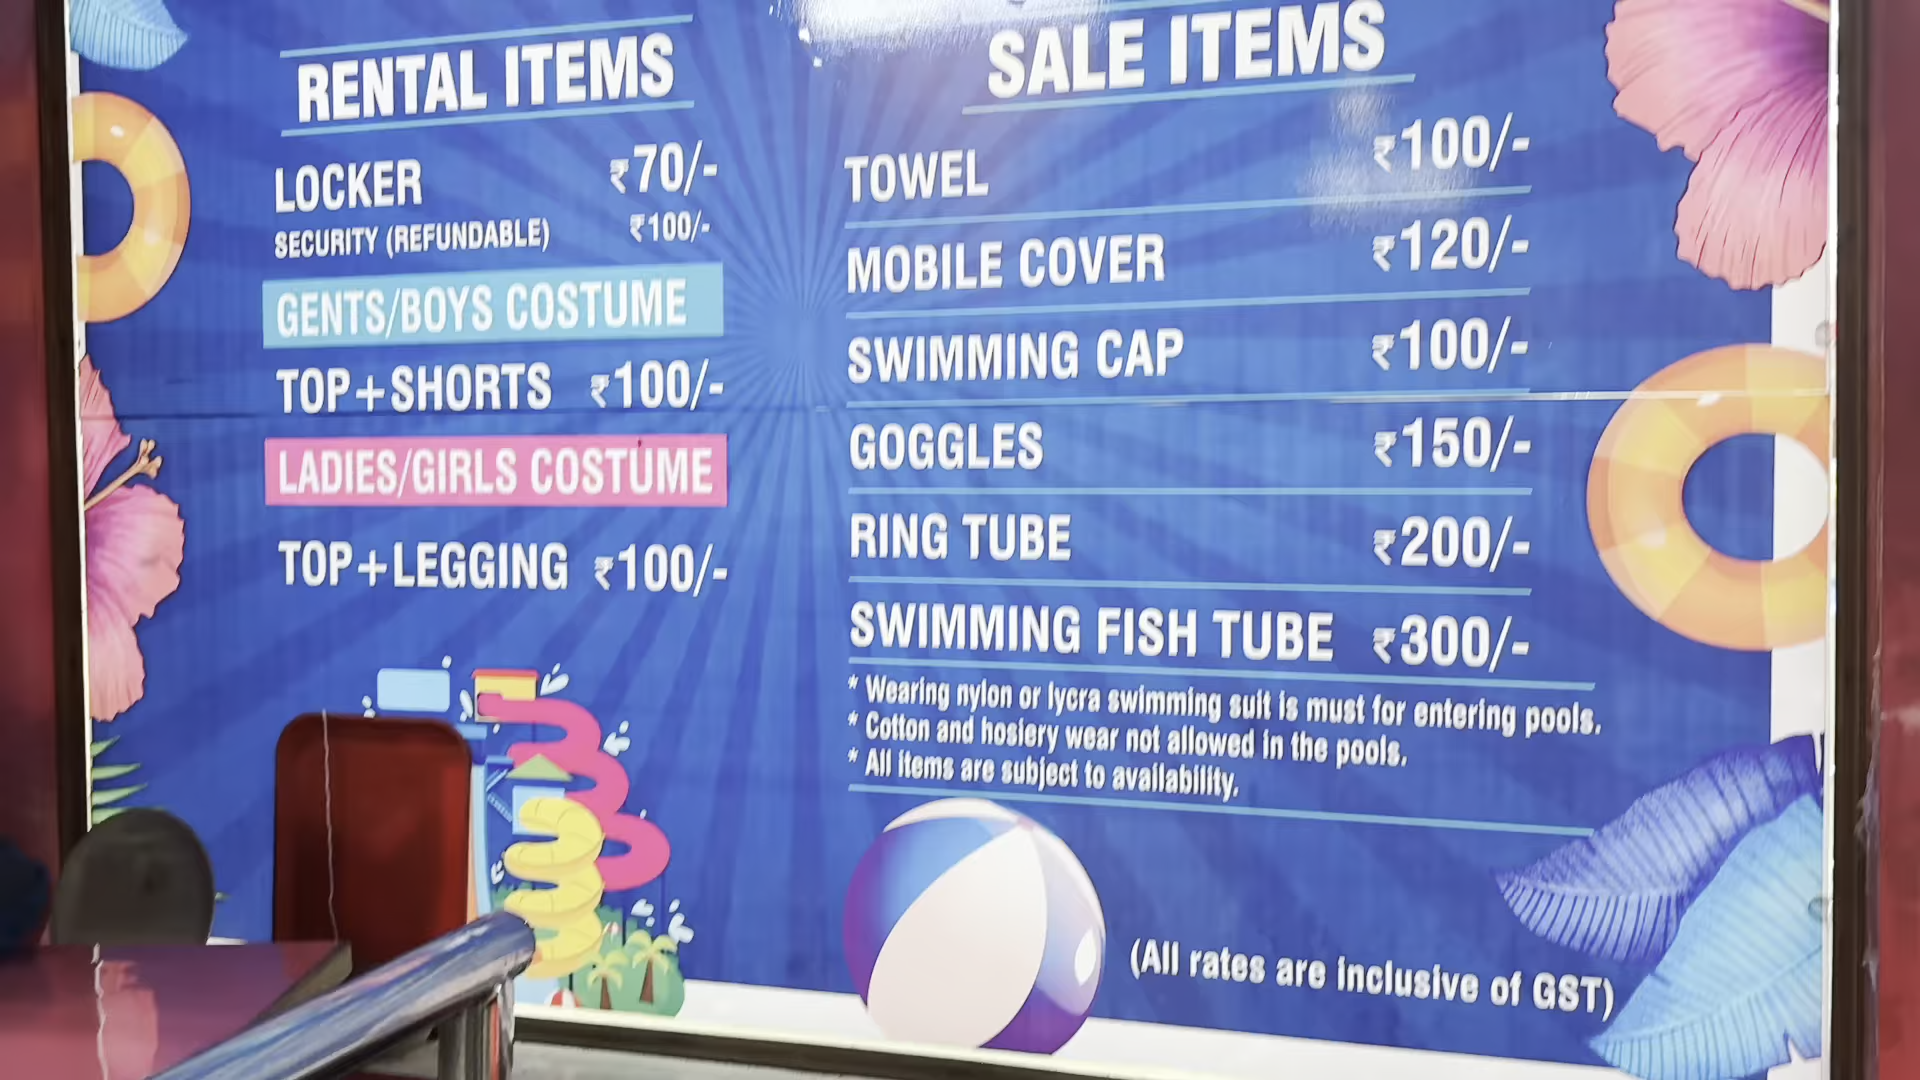 RENTAL ITEMS
LOCKER ₹70/-
SECURITY (REFUNDABLE) ₹100/-
GENTS/BOYS COSTUME
TOP+SHORTS ₹100/-
LADIES/GIRLS COSTUME
TOP+LEGGING ₹100/-
SALE ITEMS
TOWEL ₹100/-
MOBILE COVER ₹120/-
SWIMMING CAP ₹100/-
GOGGLES ₹150/-
RING TUBE ₹200/-
SWIMMING FISH TUBE ₹300/-
* Wearing nylon or lycra swimming suit is must for entering pools.
* Cotton and hosiery wear not allowed in the pools.
* All items are subject to availability.
(All rates are inclusive of GST)